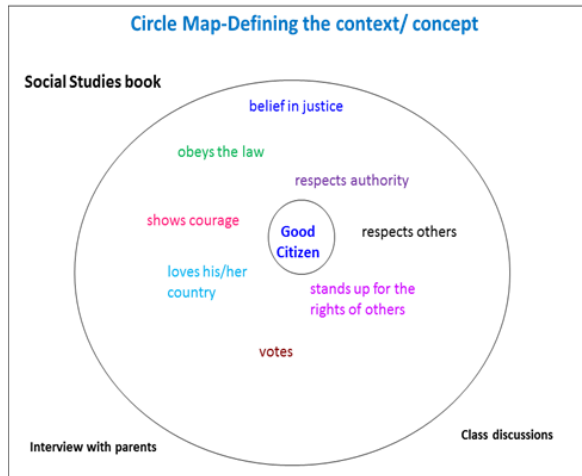 Circle Map-Defining the context/ concept
Social Studies book
belief in justice
obeys the law
respects authority
shows courage
Good
Citizen
respects others
loves his/her
country
stands up for the
rights of others
votes
Class discussions
Interview with parents